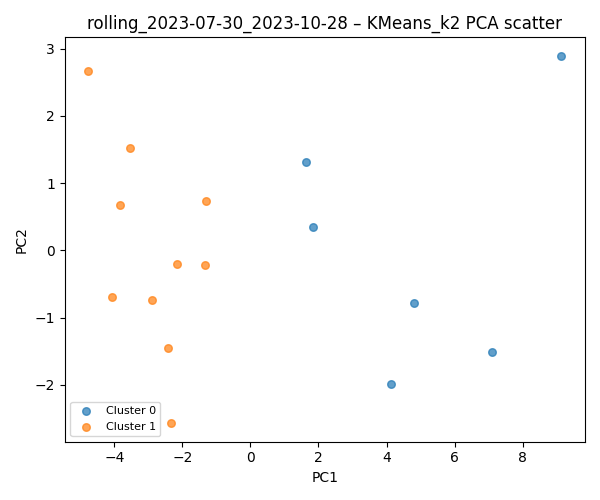 rolling_2023-07-30_2023-10-28 – KMeans_k2 PCA scatter
3
2
1
0
−1
−2
PC2
Cluster 0
Cluster 1
−4 −2 0 2 4 6 8
PC1